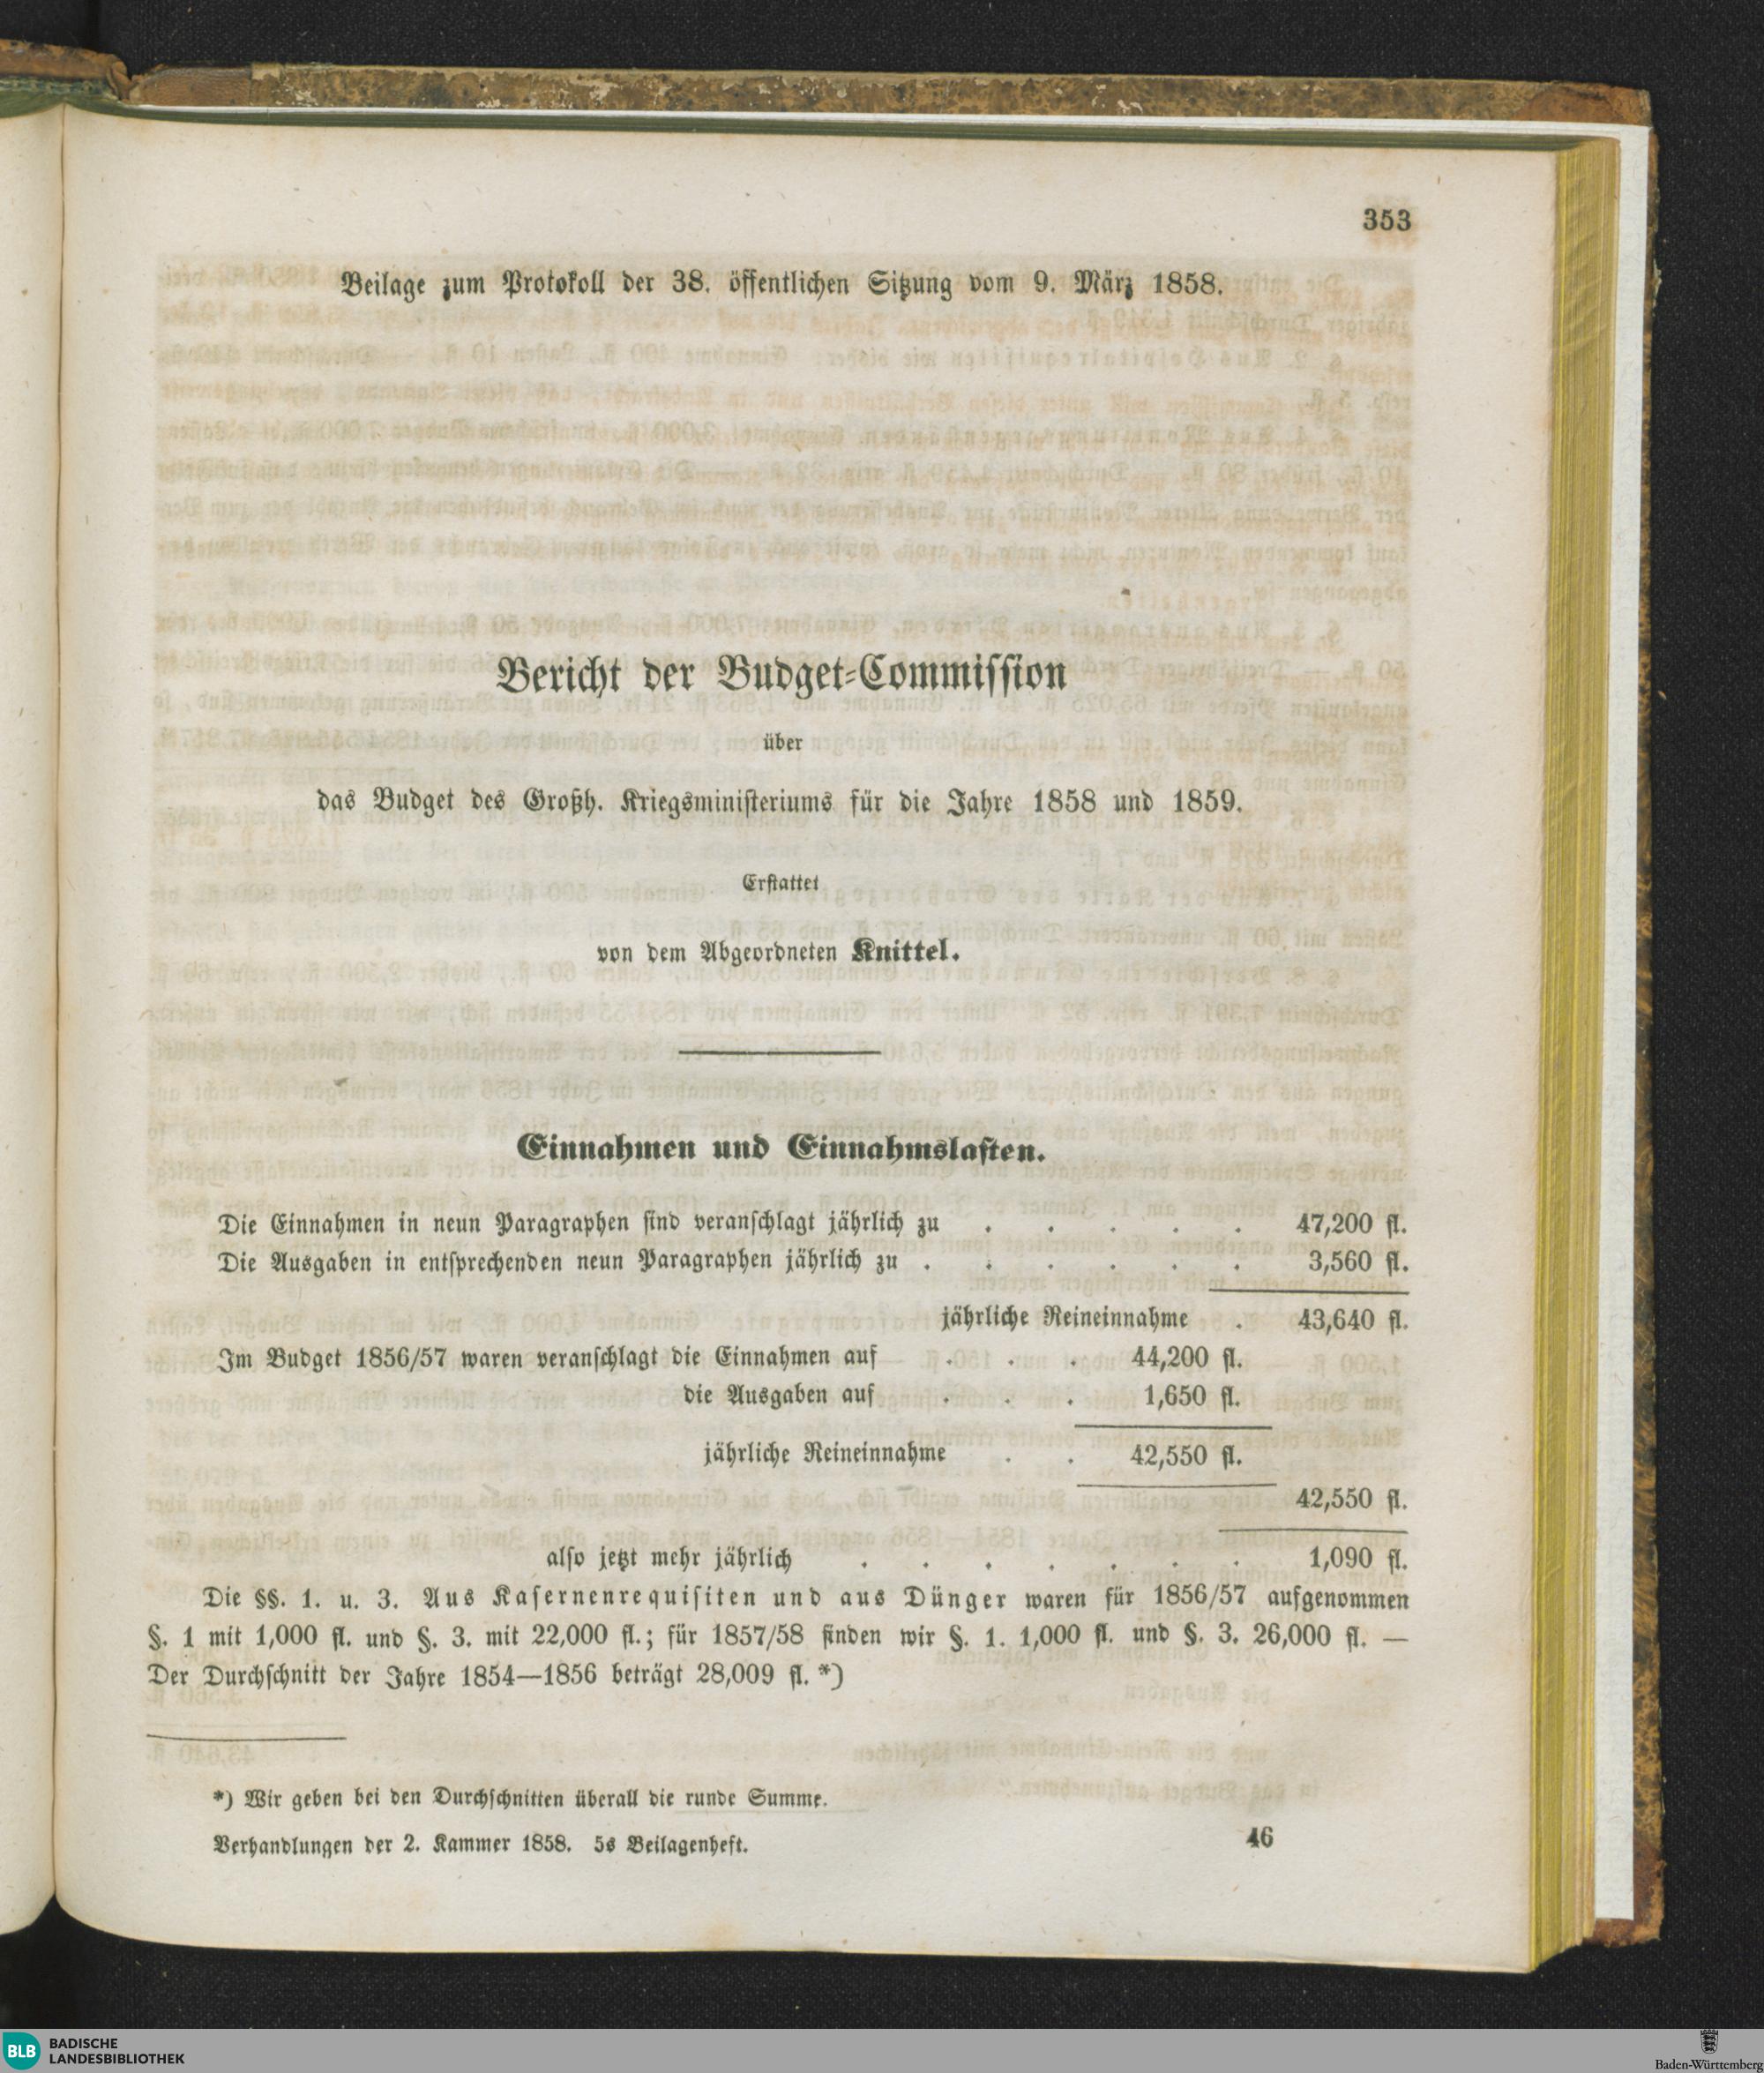 353
Beilage zum Protokoll der 38. öffentlichen Sitzung vom 9. März 1858.
Bericht der Budget-Commission
über
das Budget des Großh. Kriegsministeriums für die Jahre 1858 und 1859.
Erstattet
von dem Abgeordneten Knittel.
Einnahmen und Einnahmslasten.
Die Einnahmen in neun Paragraphen sind veranschlagt jährlich zu . . . . . 47,200 fl.
Die Ausgaben in entsprechenden neun Paragraphen jährlich zu . . . . . . 3,560 fl.
jährliche Reineinnahme . 43,640 fl.
Im Budget 1856/57 waren veranschlagt die Einnahmen auf . . . 44,200 fl.
die Ausgaben auf . . . 1,650 fl.
jährliche Reineinnahme . . 42,550 fl.
42,550 fl.
also jetzt mehr jährlich . . . . . . . 1,090 fl.
Die §§. 1. u. 3. Aus Kasernenrequisiten und aus Dünger waren für 1856/57 aufgenommen
§. 1 mit 1,000 fl. und §. 3. mit 22,000 fl.; für 1857/58 finden wir §. 1. 1,000 fl. und §. 3. 26,000 fl. —
Der Durchschnitt der Jahre 1854—1856 beträgt 28,009 fl. *)
*) Wir geben bei den Durchschnitten überall die runde Summe.
Verhandlungen der 2. Kammer 1858. 5s Beilagenheft. 46
BLB BADISCHE
LANDESBIBLIOTHEK
Baden-Württemberg